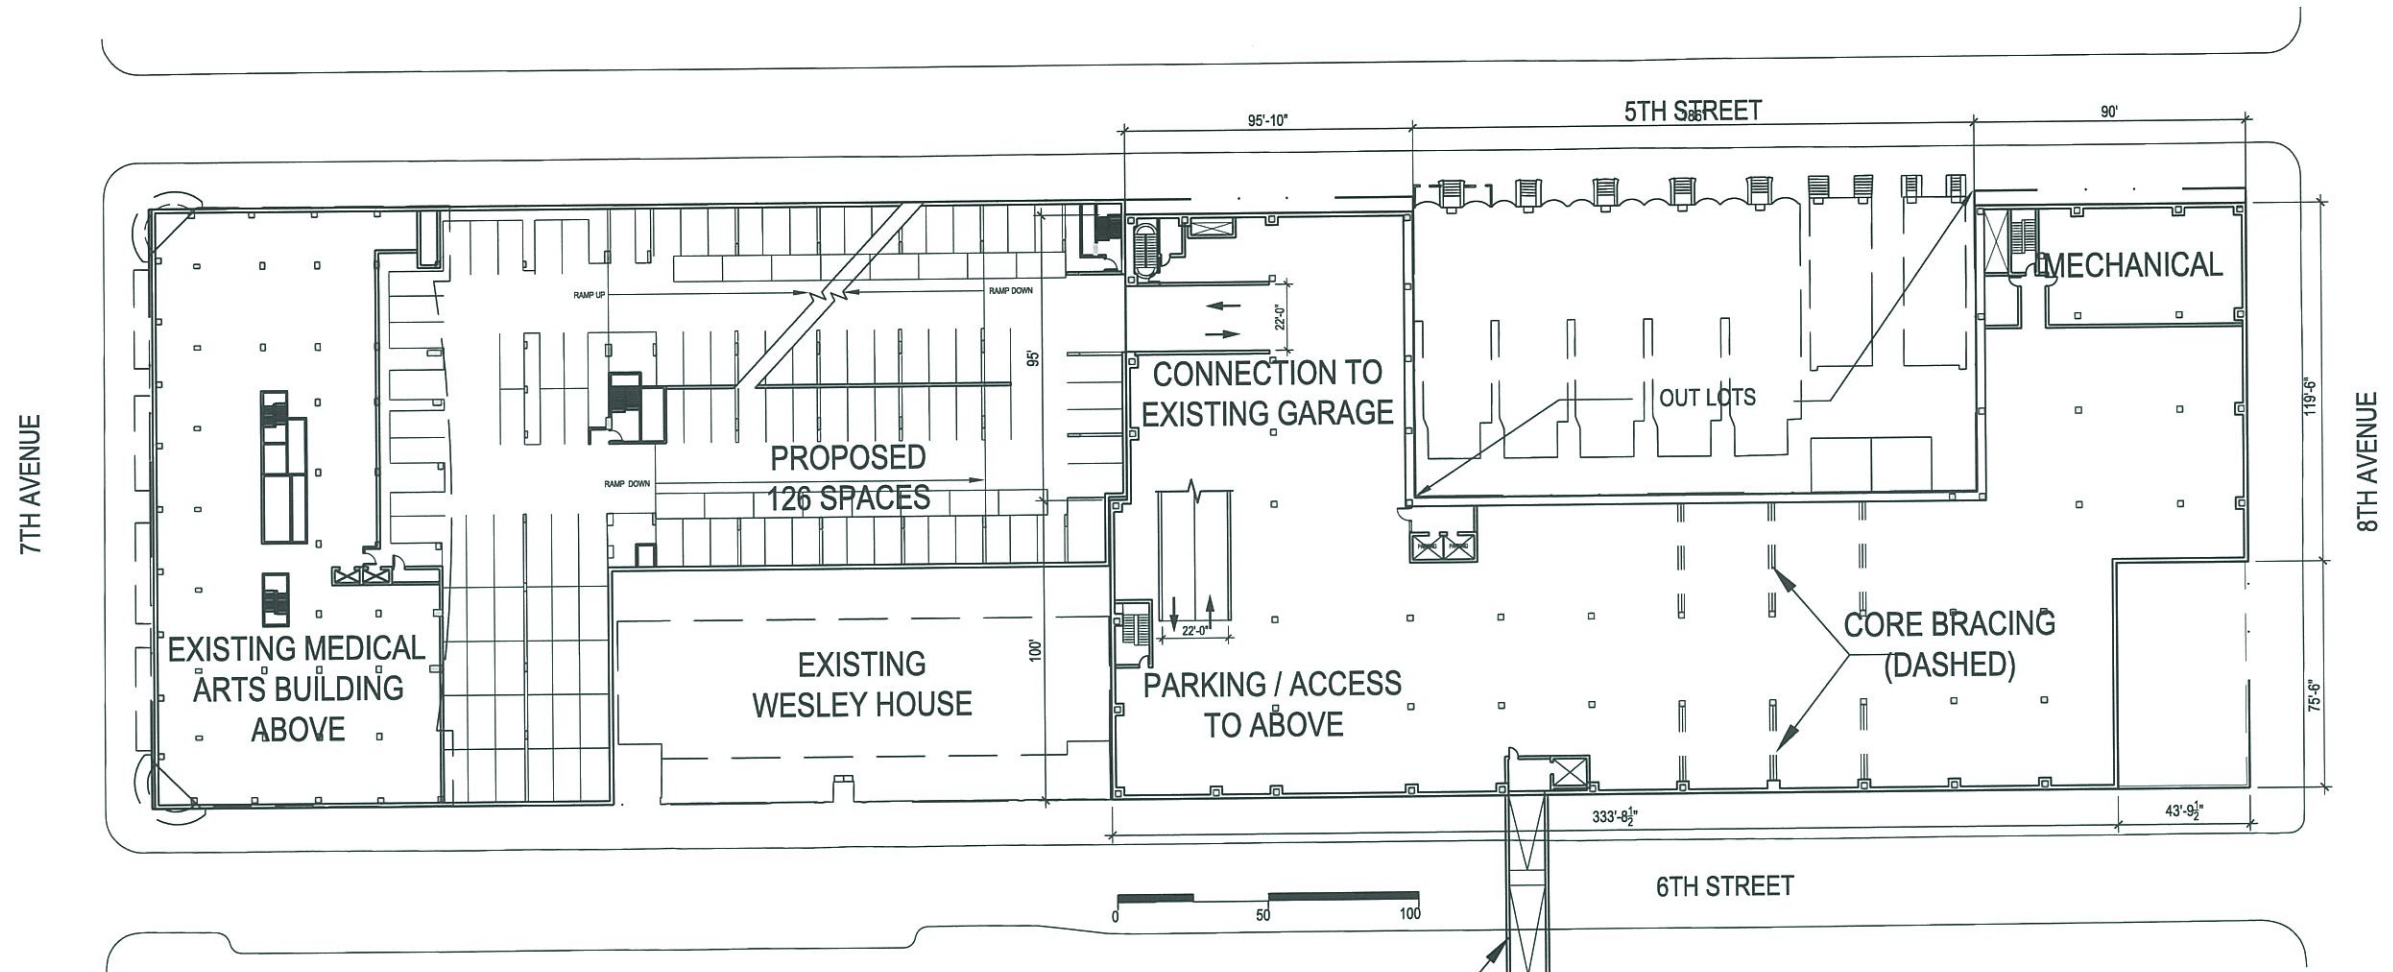 5TH STREET
186'
95'-10"
90'
MECHANICAL
RAMP UP
RAMP DOWN
22'-0"
95'
CONNECTION TO
EXISTING GARAGE
OUT LOTS
119'-6"
7TH AVENUE
8TH AVENUE
PROPOSED
126 SPACES
RAMP DOWN
22'-0"
CORE BRACING
(DASHED)
EXISTING MEDICAL
ARTS BUILDING
ABOVE
EXISTING
WESLEY HOUSE
100'
PARKING / ACCESS
TO ABOVE
75'-6"
333'-8½"
43'-9½"
6TH STREET
0
50
100